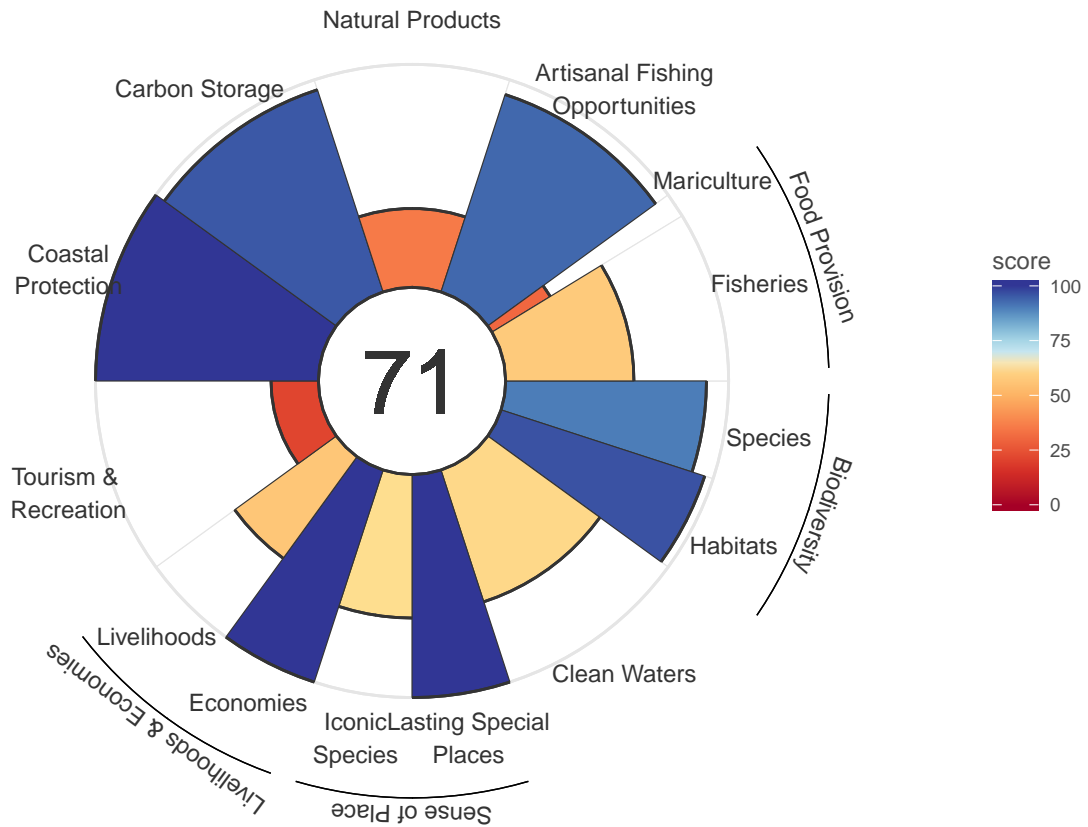 Natural Products
Carbon Storage
Artisanal Fishing
Opportunities
Mariculture
Food Provision
Fisheries
Coastal
Protection
71
score
100
75
50
25
0
Species
Biodiversity
Habitats
Tourism &
Recreation
Livelihoods
Livelihoods & Economies
Economies
Clean Waters
Iconic
Species
Lasting Special
Places
Sense of Place